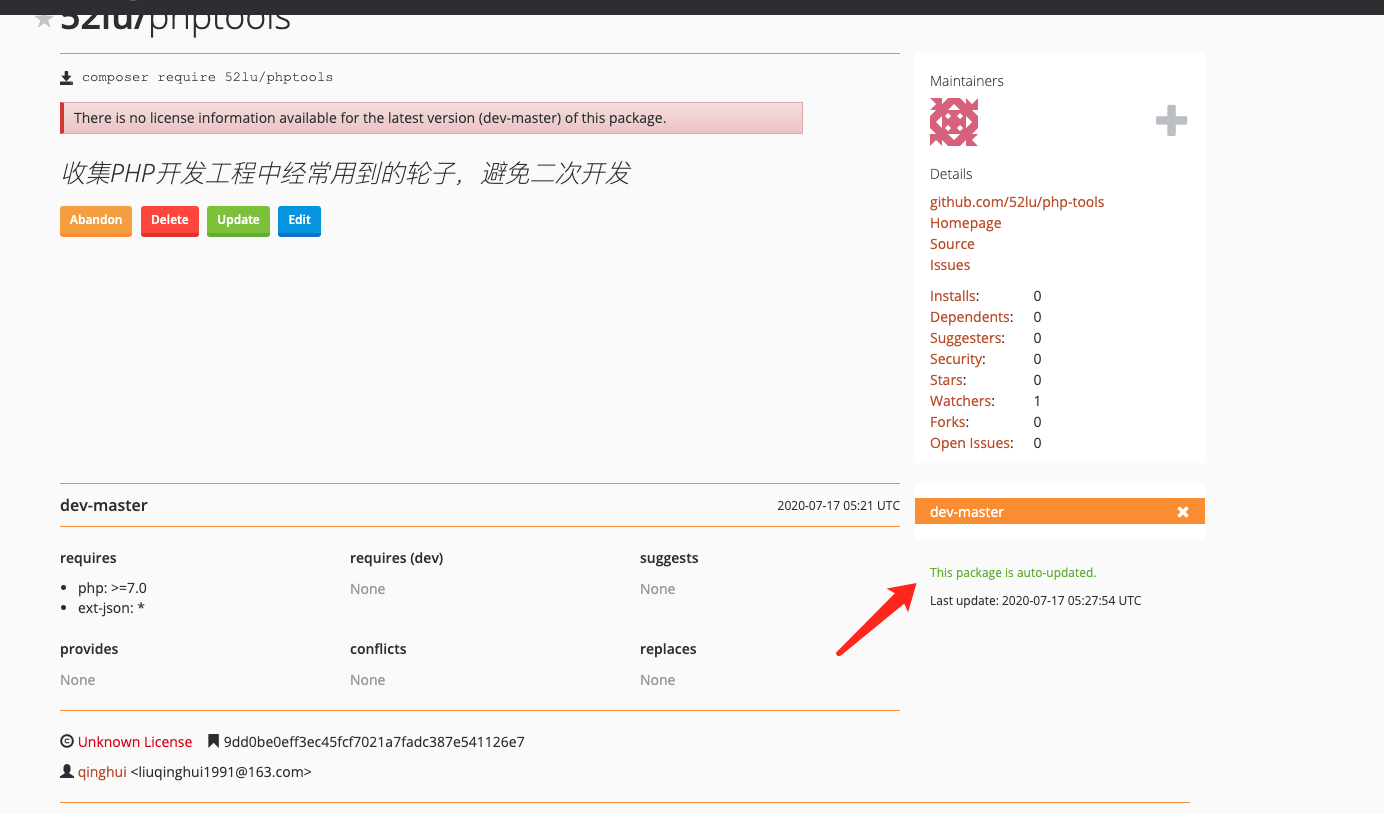 52lu/phptools
composer require 52lu/phptools
There is no license information available for the latest version (dev-master) of this package.
收集PHP开发工程中经常用到的轮子，避免二次开发
Abandon Delete Update Edit
Maintainers
Details
github.com/52lu/php-tools
Homepage
Source
Issues
Installs: 0
Dependents: 0
Suggesters: 0
Security: 0
Stars: 0
Watchers: 1
Forks: 0
Open Issues: 0
dev-master 2020-07-17 05:21 UTC
requires requires (dev) suggests
php: >=7.0 None None
ext-json: *
provides conflicts replaces
None None None
Unknown License 9dd0be0eff3ec45fcf7021a7fadc387e541126e7
qinghui <liuqinghui1991@163.com>
dev-master
This package is auto-updated.
Last update: 2020-07-17 05:27:54 UTC